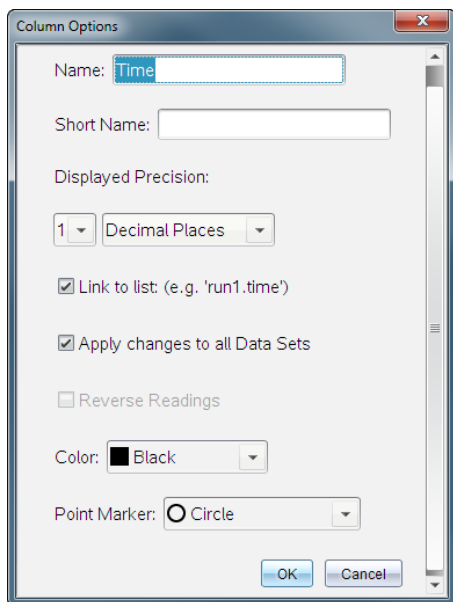 Column Options
Name: Time
Short Name:
Displayed Precision:
1 Decimal Places
Link to list: (e.g. 'run1.time')
Apply changes to all Data Sets
Reverse Readings
Color: Black
Point Marker: Circle
OK Cancel